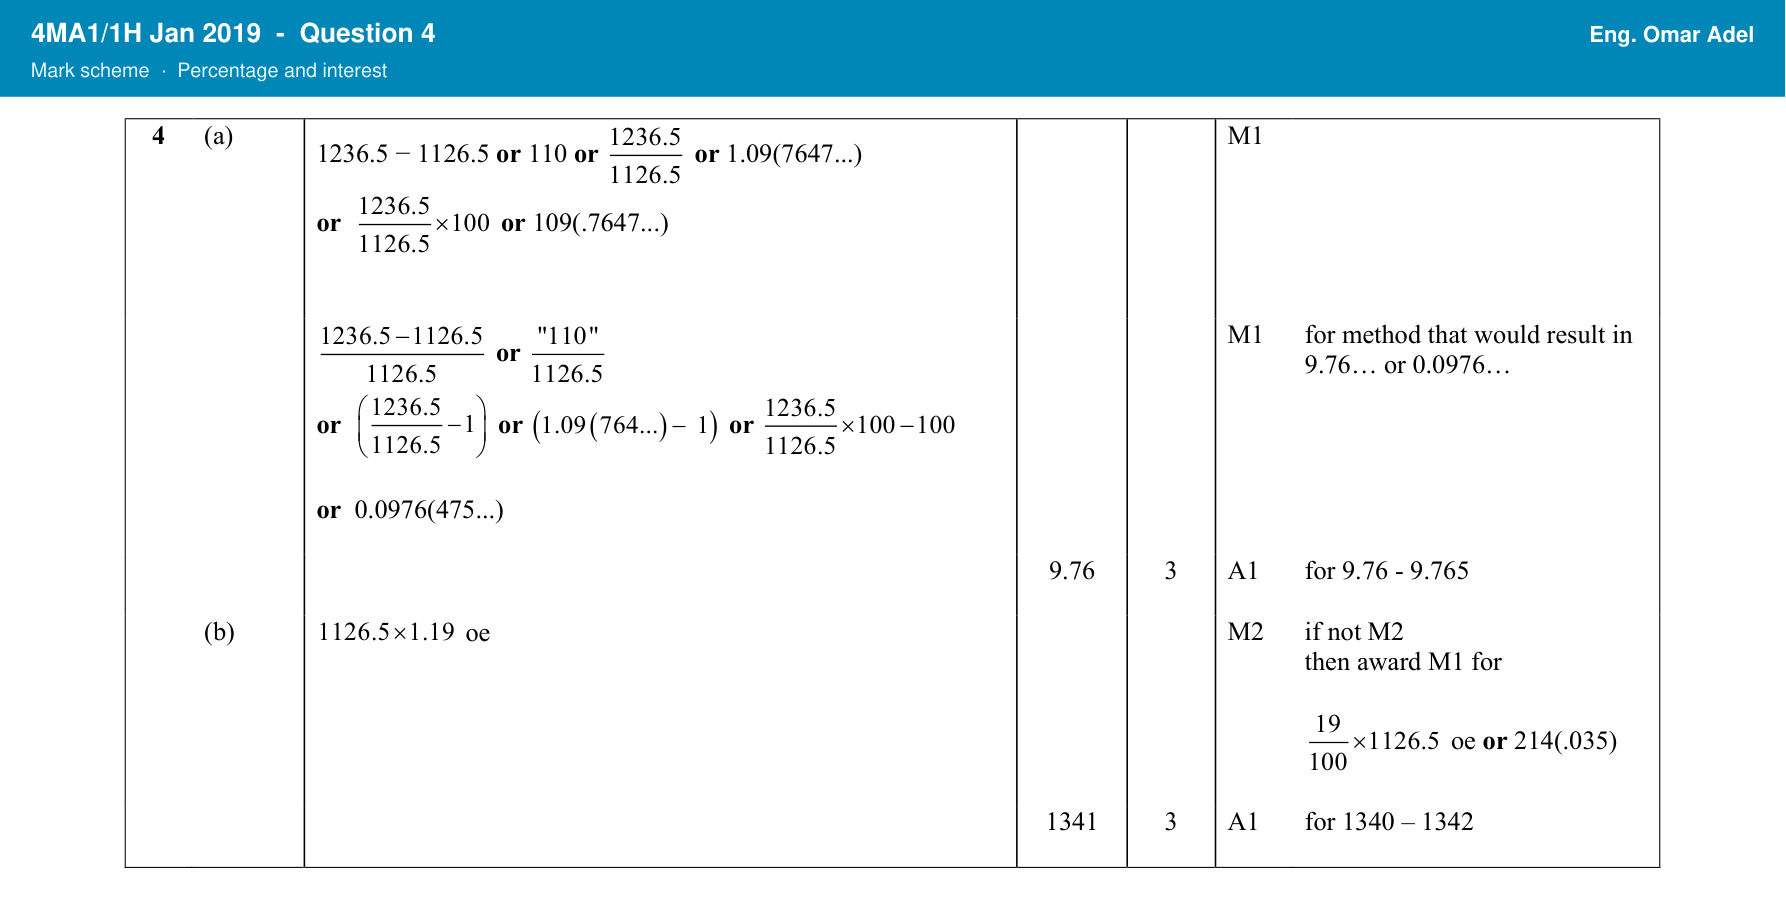 4MA1/1H Jan 2019 - Question 4
Eng. Omar Adel
Mark scheme · Percentage and interest
4 (a) 1236.5 − 1126.5 or 110 or 1236.5/1126.5 or 1.09(7647...) M1
or 1236.5/1126.5 ×100 or 109(.7647...)
(1236.5−1126.5)/1126.5 or "110"/1126.5 M1 for method that would result in
9.76… or 0.0976…
or (1236.5/1126.5 −1) or (1.09(764...)− 1) or 1236.5/1126.5 ×100−100
or 0.0976(475...)
9.76 3 A1 for 9.76 - 9.765
(b) 1126.5×1.19 oe M2 if not M2
then award M1 for
19/100 ×1126.5 oe or 214(.035)
1341 3 A1 for 1340 – 1342